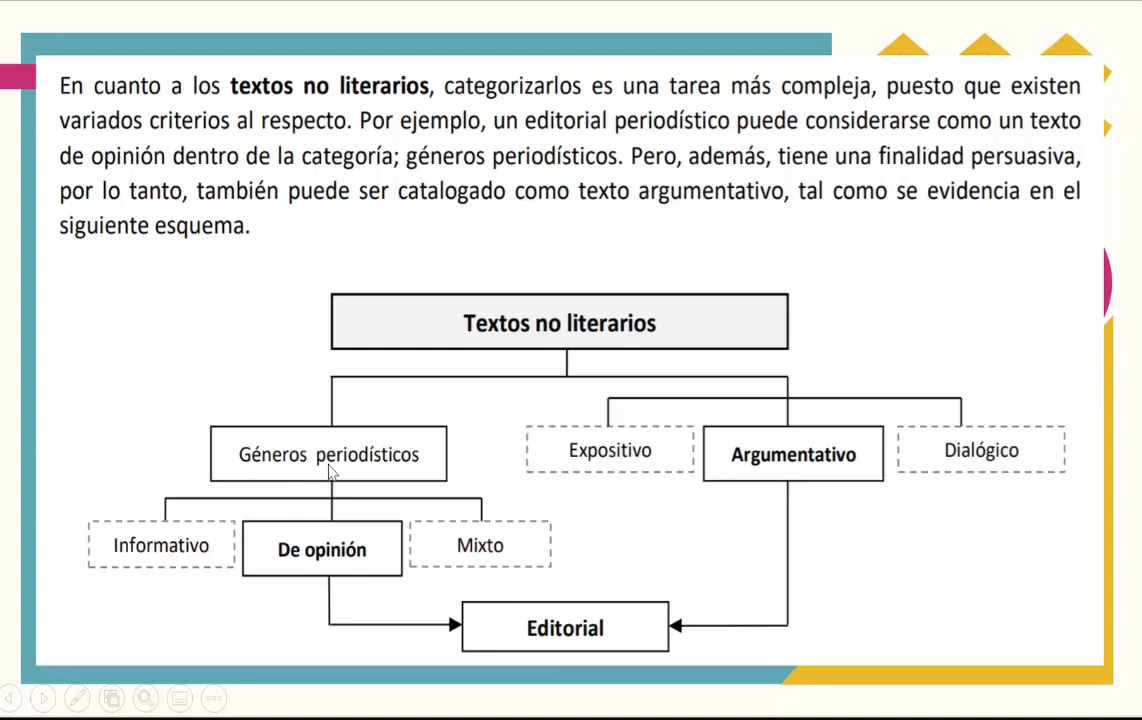 En cuanto a los textos no literarios, categorizarlos es una tarea más compleja, puesto que existen
variados criterios al respecto. Por ejemplo, un editorial periodístico puede considerarse como un texto
de opinión dentro de la categoría; géneros periodísticos. Pero, además, tiene una finalidad persuasiva,
por lo tanto, también puede ser catalogado como texto argumentativo, tal como se evidencia en el
siguiente esquema.
Textos no literarios
Géneros periodísticos
Expositivo
Argumentativo
Dialógico
Informativo
De opinión
Mixto
Editorial